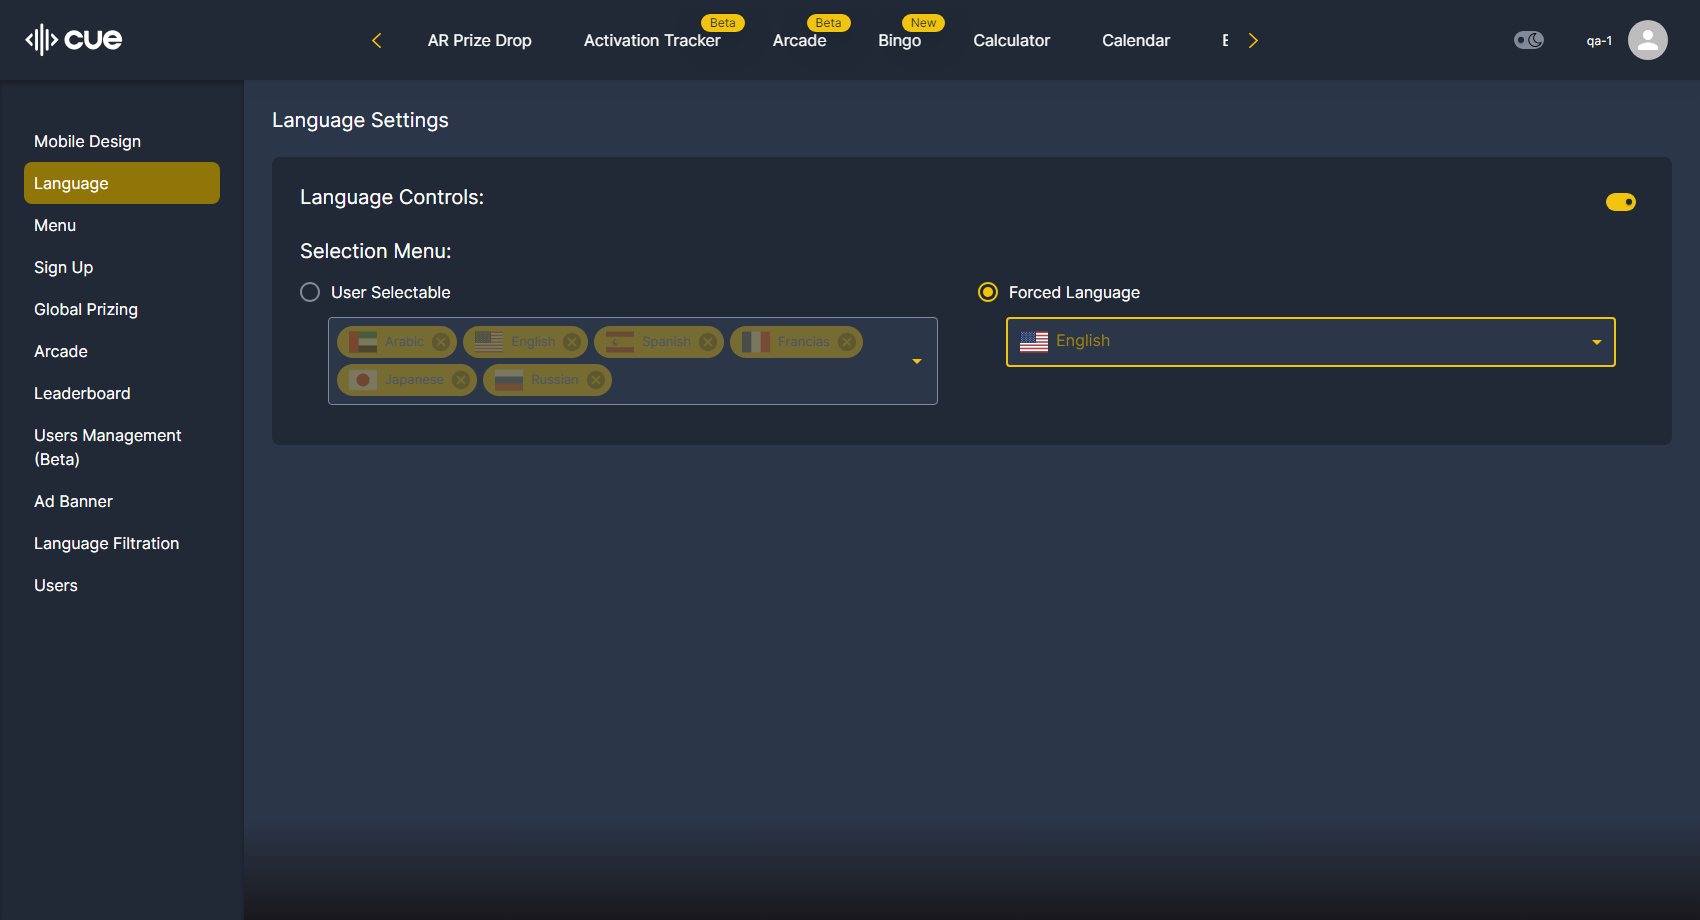 cue
AR Prize Drop
Activation Tracker
Beta
Arcade
Beta
Bingo
New
Calculator
Calendar
qa-1
Mobile Design
Language
Menu
Sign Up
Global Prizing
Arcade
Leaderboard
Users Management
(Beta)
Ad Banner
Language Filtration
Users
Language Settings
Language Controls:
Selection Menu:
User Selectable
Arabic
English
Spanish
Francias
Japanese
Russian
Forced Language
English